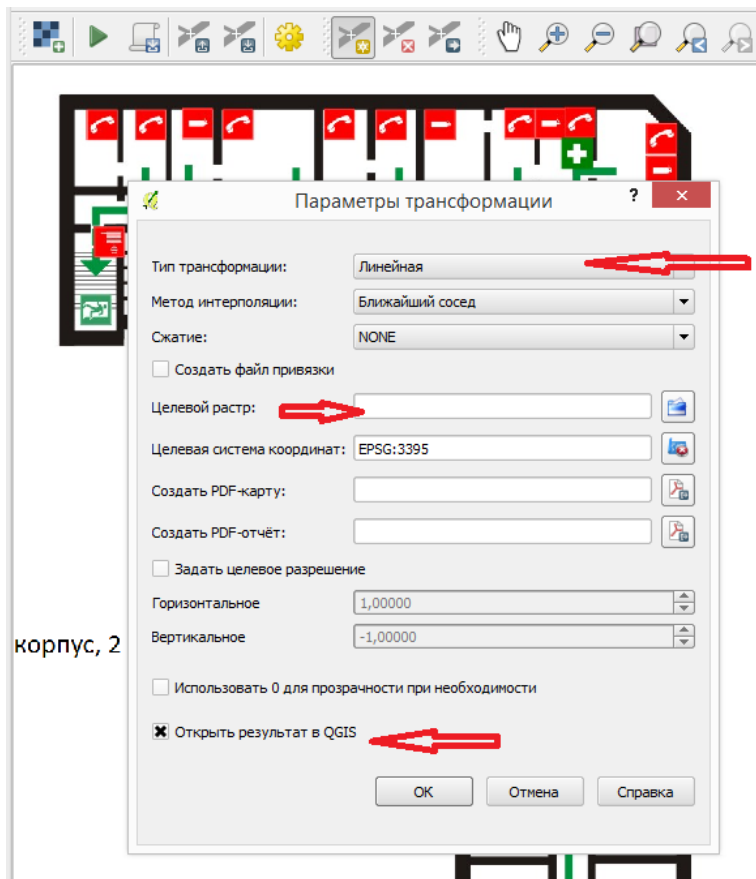 Параметры трансформации
?
Тип трансформации: Линейная
Метод интерполяции: Ближайший сосед
Сжатие: NONE
Создать файл привязки
Целевой растр:
Целевая система координат: EPSG:3395
Создать PDF-карту:
Создать PDF-отчёт:
Задать целевое разрешение
Горизонтальное 1,00000
Вертикальное -1,00000
корпус, 2
Использовать 0 для прозрачности при необходимости
Открыть результат в QGIS
OK Отмена Справка